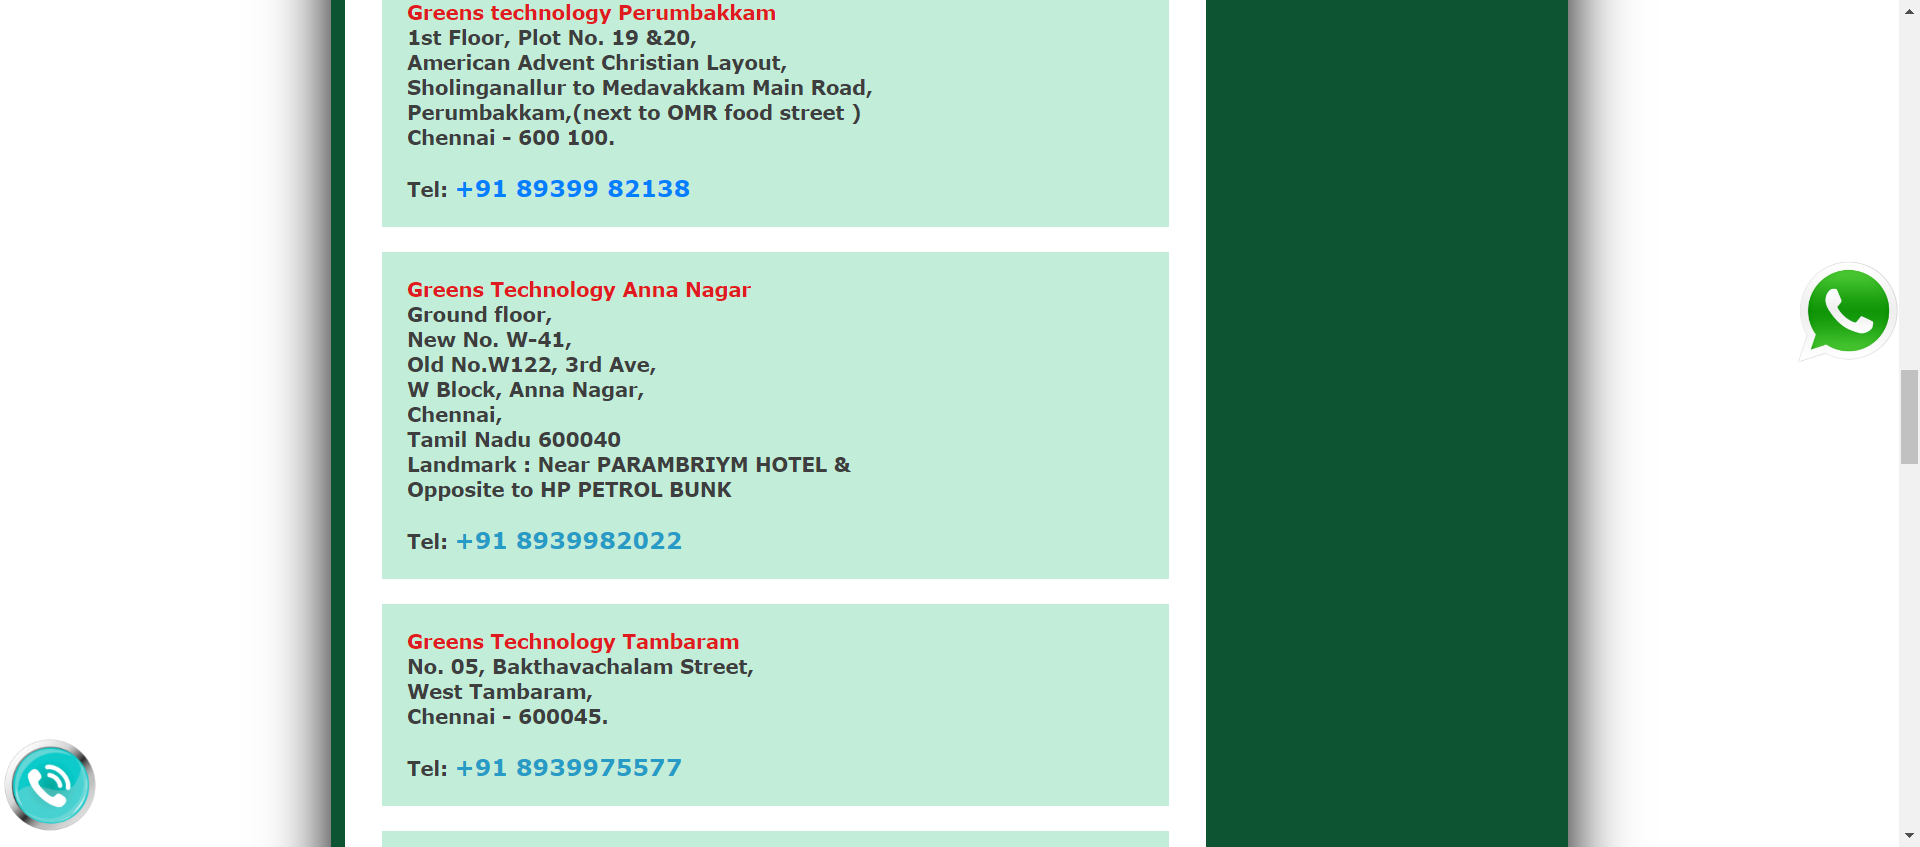 Greens technology Perumbakkam
1st Floor, Plot No. 19 &20,
American Advent Christian Layout,
Sholinganallur to Medavakkam Main Road,
Perumbakkam,(next to OMR food street )
Chennai - 600 100.
Tel: +91 89399 82138
Greens Technology Anna Nagar
Ground floor,
New No. W-41,
Old No.W122, 3rd Ave,
W Block, Anna Nagar,
Chennai,
Tamil Nadu 600040
Landmark : Near PARAMBRIYM HOTEL &
Opposite to HP PETROL BUNK
Tel: +91 8939982022
Greens Technology Tambaram
No. 05, Bakthavachalam Street,
West Tambaram,
Chennai - 600045.
Tel: +91 8939975577